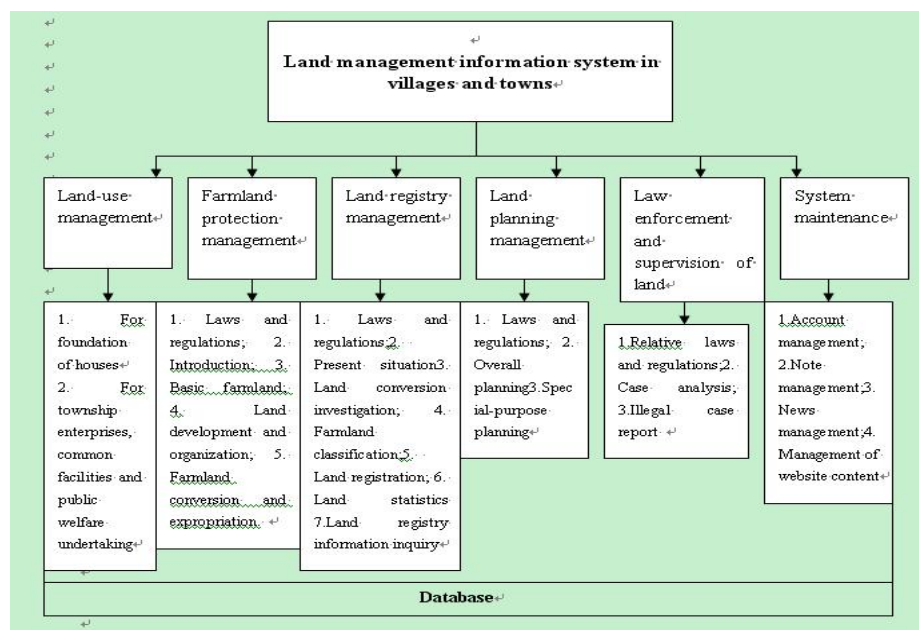 Land management information system in
villages and towns
Land-use
management
Farmland
protection
management
Land registry
management
Land
planning
management
Law
enforcement
and
supervision of
land
System
maintenance
1. For
foundation
of houses
2. For
township
enterprises,
common
facilities and
public
welfare
undertaking
1. Laws and
regulations; 2.
Introduction; 3.
Basic farmland;
4. Land
development and
organization; 5.
Farmland
conversion and
expropriation.
1. Laws and
regulations;2.
Present situation3.
Land conversion
investigation; 4.
Farmland
classification;5.
Land registration; 6.
Land statistics
7.Land registry
information inquiry
1. Laws and
regulations; 2.
Overall
planning3.Spec
ial-purpose
planning
1.Relative laws
and regulations;2.
Case analysis;
3.Illegal case
report
1.Account
management;
2.Note
management;3.
News
management;4.
Management of
website content
Database